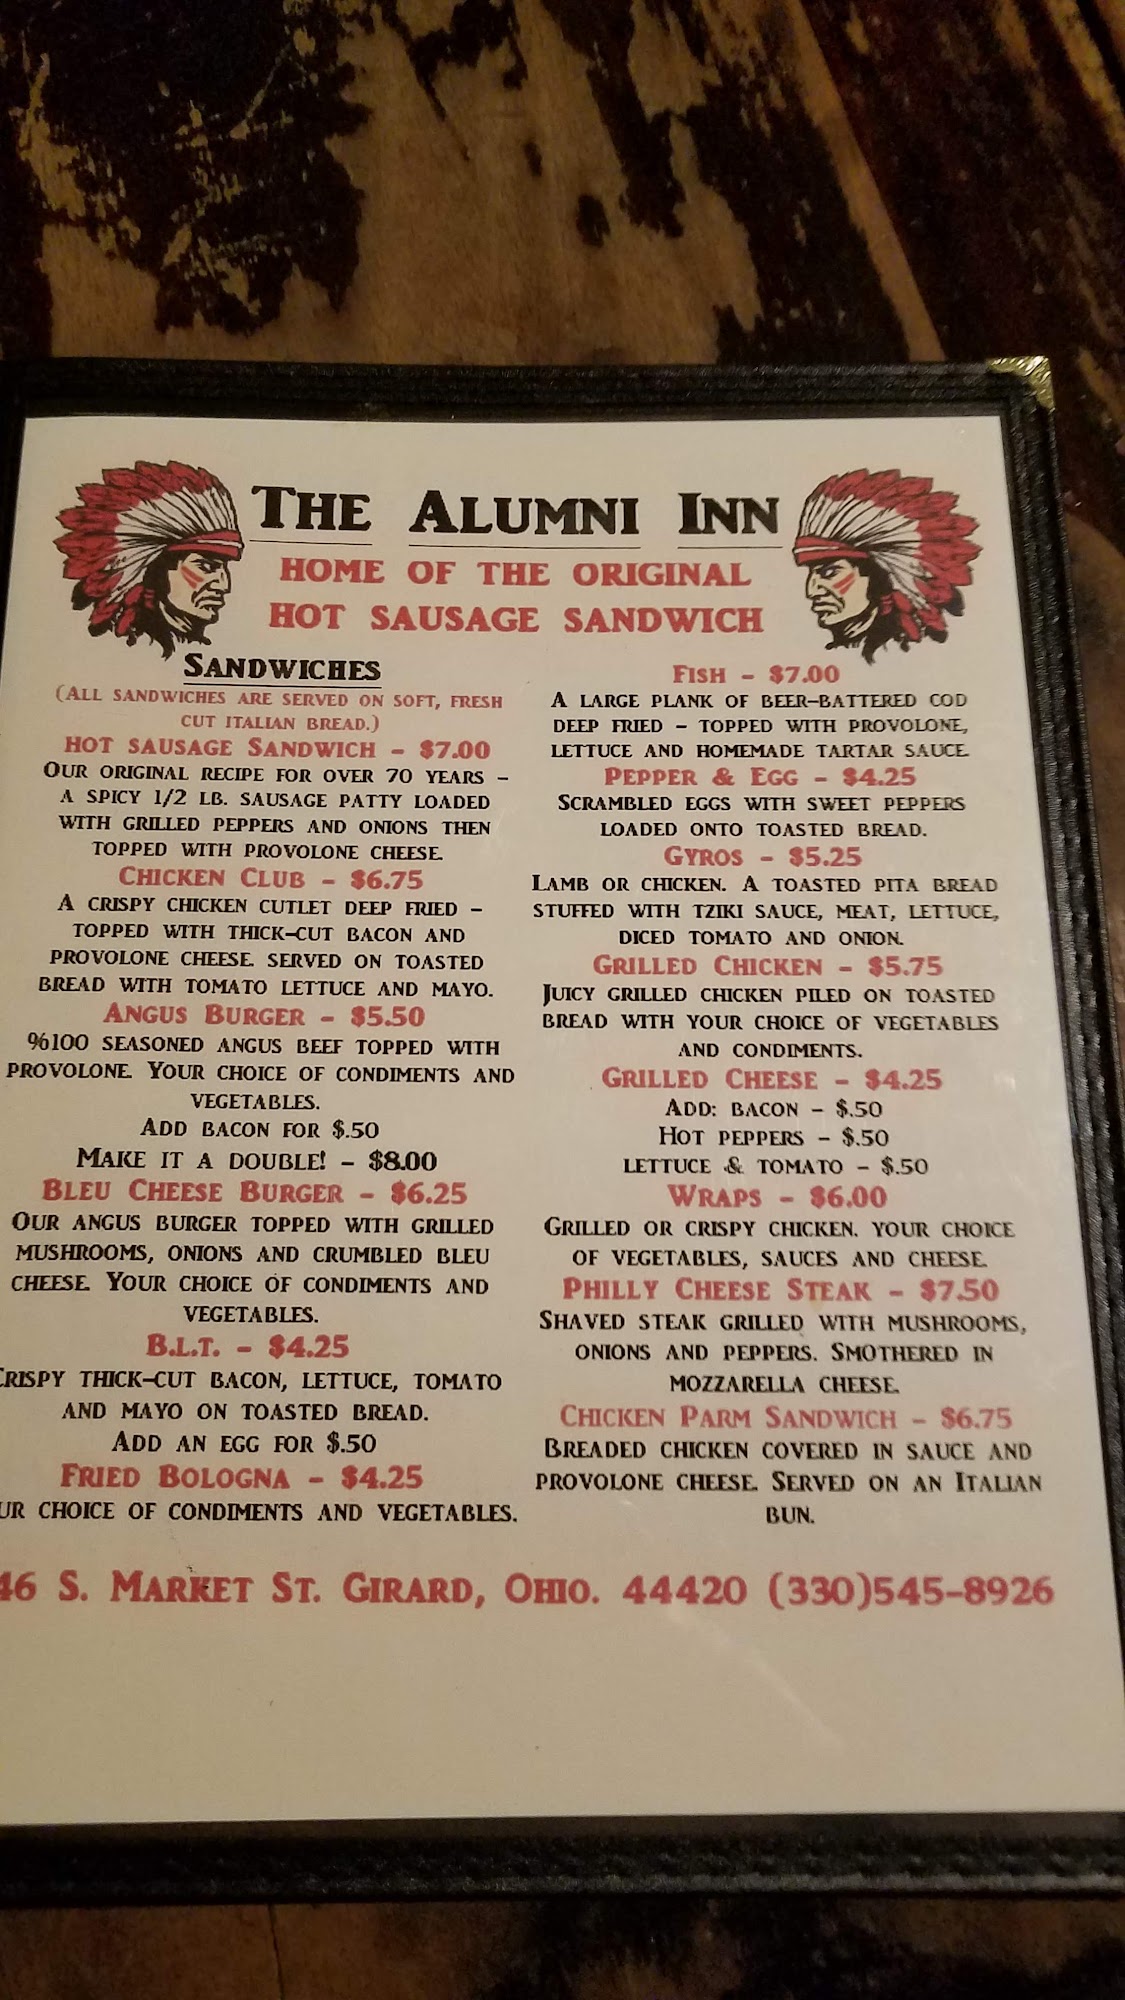 The Alumni Inn
Home of the Original
Hot Sausage Sandwich
Sandwiches
(All sandwiches are served on soft, fresh
cut Italian bread.)
Hot Sausage Sandwich - $7.00
Our original recipe for over 70 years -
a spicy 1/2 lb. sausage patty loaded
with grilled peppers and onions then
topped with provolone cheese.
Chicken Club - $6.75
A crispy chicken cutlet deep fried -
topped with thick-cut bacon and
provolone cheese. served on toasted
bread with tomato lettuce and mayo.
Angus Burger - $5.50
%100 seasoned angus beef topped with
provolone. Your choice of condiments and
vegetables.
Add bacon for $.50
Make it a double! - $8.00
Bleu Cheese Burger - $6.25
Our angus burger topped with grilled
mushrooms, onions and crumbled bleu
cheese. Your choice of condiments and
vegetables.
B.L.T. - $4.25
Crispy thick-cut bacon, lettuce, tomato
and mayo on toasted bread.
Add an egg for $.50
Fried Bologna - $4.25
ur choice of condiments and vegetables.
Fish - $7.00
A large plank of beer-battered cod
deep fried - topped with provolone,
lettuce and homemade tartar sauce.
Pepper & Egg - $4.25
Scrambled eggs with sweet peppers
loaded onto toasted bread.
Gyros - $5.25
Lamb or chicken. A toasted pita bread
stuffed with tziki sauce, meat, lettuce,
diced tomato and onion.
Grilled Chicken - $5.75
Juicy grilled chicken piled on toasted
bread with your choice of vegetables
and condiments.
Grilled Cheese - $4.25
Add: bacon - $.50
Hot peppers - $.50
lettuce & tomato - $.50
Wraps - $6.00
Grilled or crispy chicken. your choice
of vegetables, sauces and cheese.
Philly Cheese Steak - $7.50
Shaved steak grilled with mushrooms,
onions and peppers. Smothered in
mozzarella cheese.
Chicken Parm Sandwich - $6.75
Breaded chicken covered in sauce and
provolone cheese. Served on an Italian
bun.
46 S. Market St. Girard, Ohio. 44420 (330)545-8926